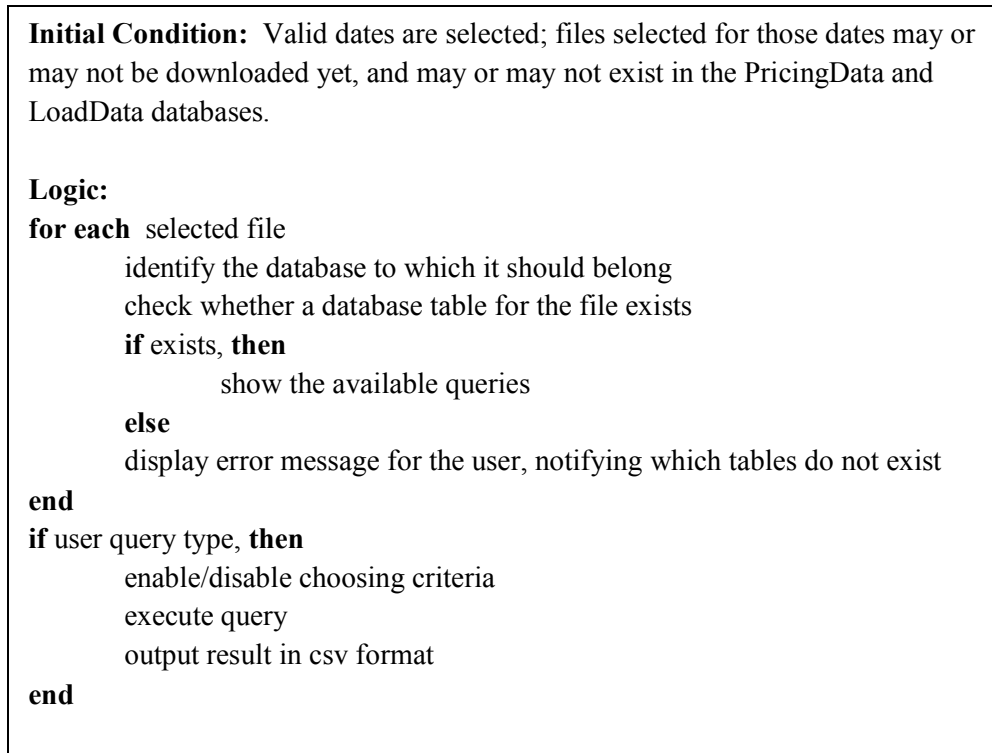 Initial Condition: Valid dates are selected; files selected for those dates may or
may not be downloaded yet, and may or may not exist in the PricingData and
LoadData databases.
Logic:
for each selected file
identify the database to which it should belong
check whether a database table for the file exists
if exists, then
show the available queries
else
display error message for the user, notifying which tables do not exist
end
if user query type, then
enable/disable choosing criteria
execute query
output result in csv format
end